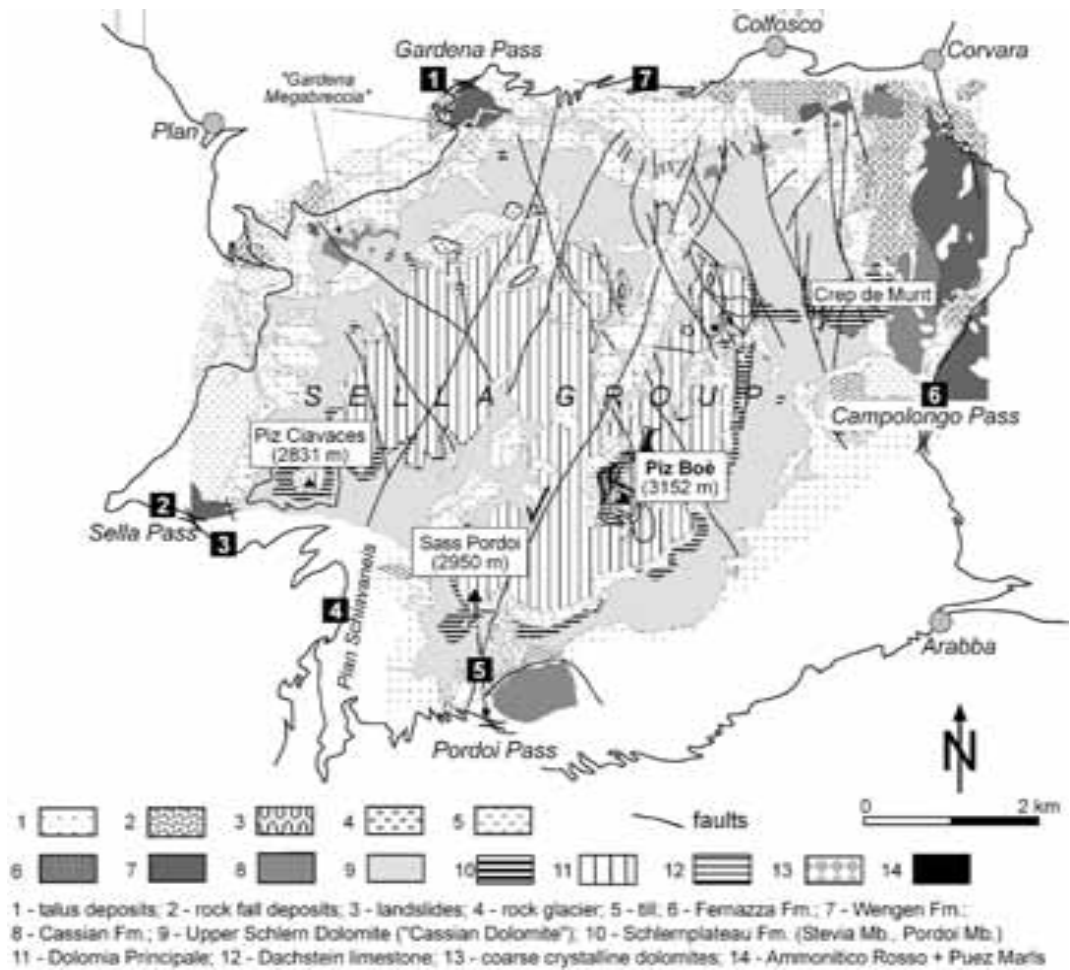 Colfosco
Gardena Pass
Corvara
1
7
"Gardena
Megabreccia"
Plan
Crep de Munt
SELLA GROUP
6
Piz Ciavaces
(2831 m)
Campolongo Pass
Piz Boè
(3152 m)
2
Sella Pass
3
Sass Pordoi
(2950 m)
4
Plan Schiavaneis
Arabba
5
Pordoi Pass
N
0 2 km
1 2 3 4 5 faults
6 7 8 9 10 11 12 13 14
1 - talus deposits; 2 - rock fall deposits; 3 - landslides; 4 - rock glacier; 5 - till; 6 - Fernazza Fm.; 7 - Wengen Fm.;
8 - Cassian Fm.; 9 - Upper Schlern Dolomite ("Cassian Dolomite"); 10 - Schlernplateau Fm. (Stevia Mb., Pordoi Mb.)
11 - Dolomia Principale; 12 - Dachstein limestone; 13 - coarse crystalline dolomites; 14 - Ammonitico Rosso + Puez Marls